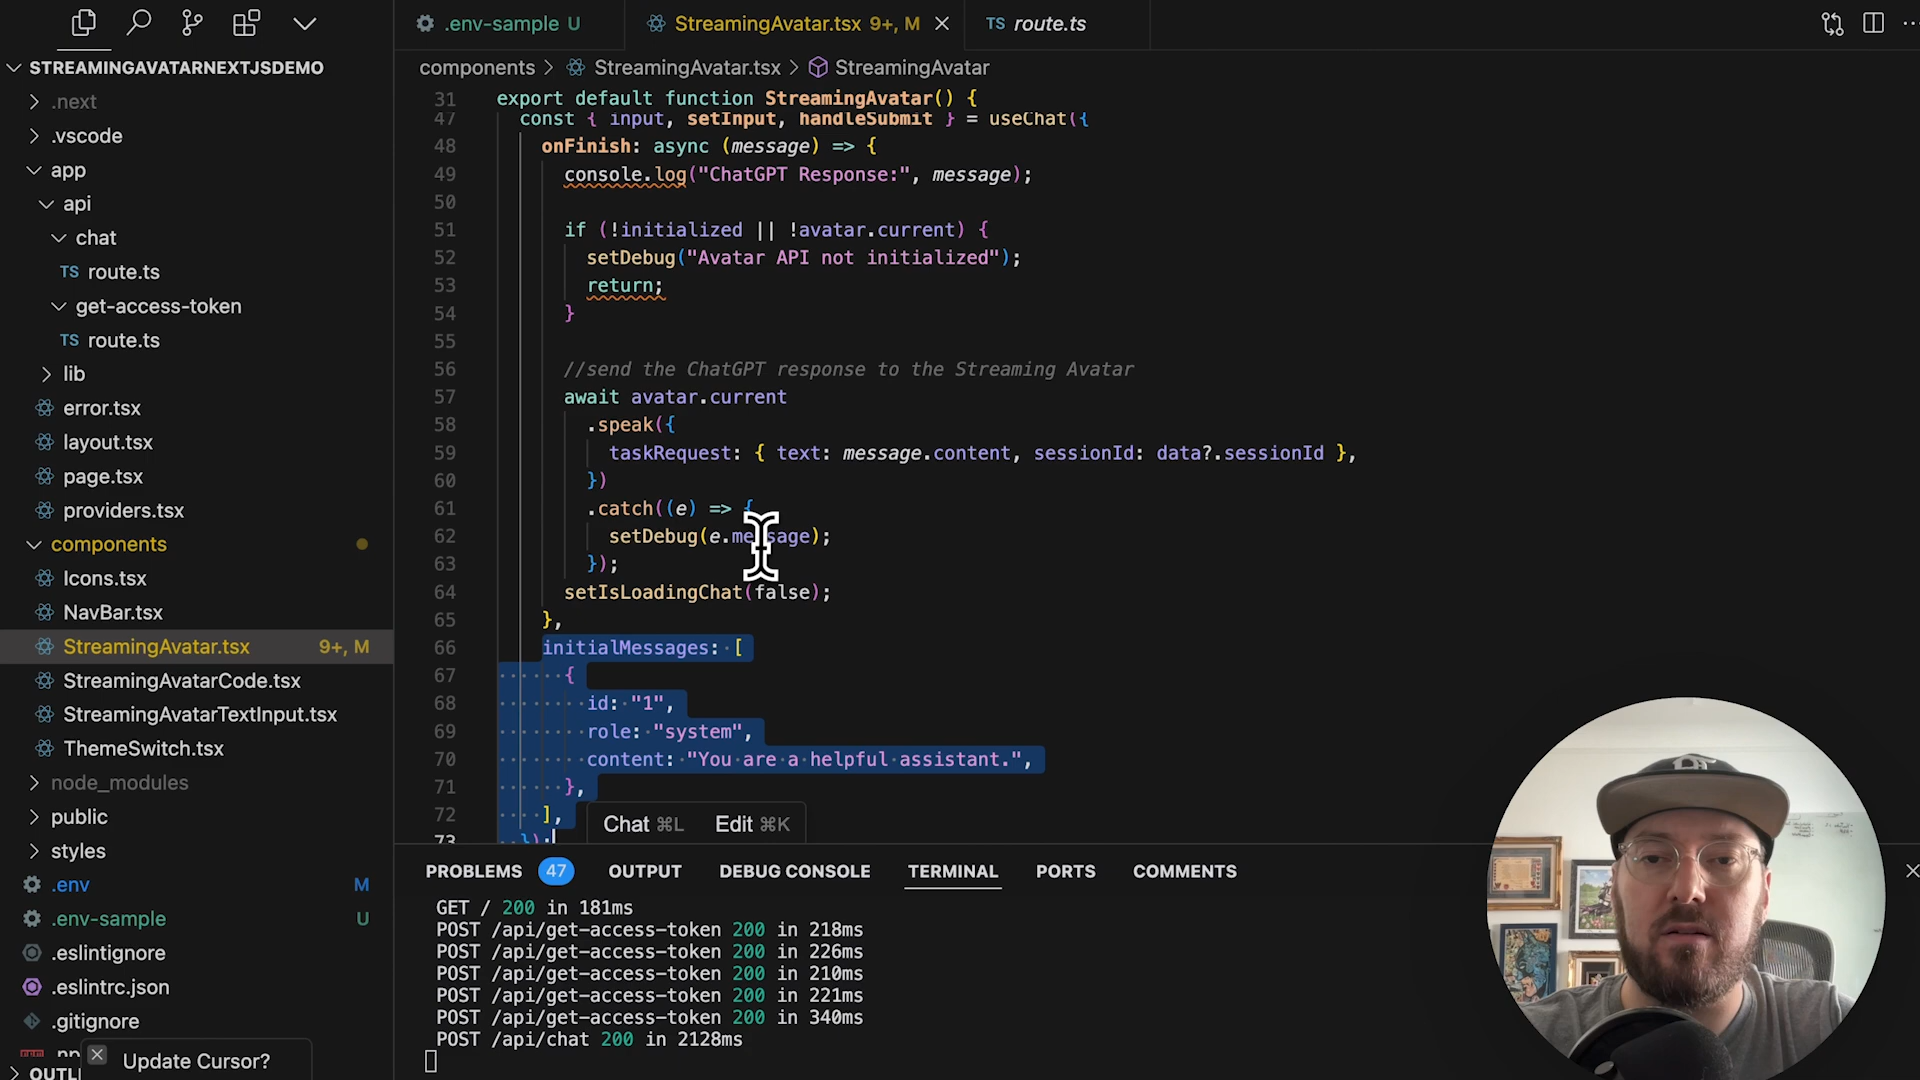 .env-sample U
StreamingAvatar.tsx 9+, M
TS route.ts
STREAMINGAVATARNEXTJSDEMO
components > StreamingAvatar.tsx > StreamingAvatar
.next
.vscode
app
api
chat
TS route.ts
get-access-token
TS route.ts
lib
error.tsx
layout.tsx
page.tsx
providers.tsx
components
Icons.tsx
NavBar.tsx
StreamingAvatar.tsx 9+, M
StreamingAvatarCode.tsx
StreamingAvatarTextInput.tsx
ThemeSwitch.tsx
node_modules
public
styles
.env M
.env-sample U
.eslintignore
.eslintrc.json
.gitignore
Update Cursor?
31 export default function StreamingAvatar() {
47 const { input, setInput, handleSubmit } = useChat({
48 onFinish: async (message) => {
49 console.log("ChatGPT Response:", message);
50
51 if (!initialized || !avatar.current) {
52 setDebug("Avatar API not initialized");
53 return;
54 }
55
56 //send the ChatGPT response to the Streaming Avatar
57 await avatar.current
58 .speak({
59 taskRequest: { text: message.content, sessionId: data?.sessionId },
60 })
61 .catch((e) => {
62 setDebug(e.message);
63 });
64 setIsLoadingChat(false);
65 },
66 initialMessages: [
67 {
68 id: "1",
69 role: "system",
70 content: "You are a helpful assistant.",
71 },
72 ],
73 });
Chat ⌘L Edit ⌘K
PROBLEMS 47 OUTPUT DEBUG CONSOLE TERMINAL PORTS COMMENTS
GET / 200 in 181ms
POST /api/get-access-token 200 in 218ms
POST /api/get-access-token 200 in 226ms
POST /api/get-access-token 200 in 210ms
POST /api/get-access-token 200 in 221ms
POST /api/get-access-token 200 in 340ms
POST /api/chat 200 in 2128ms